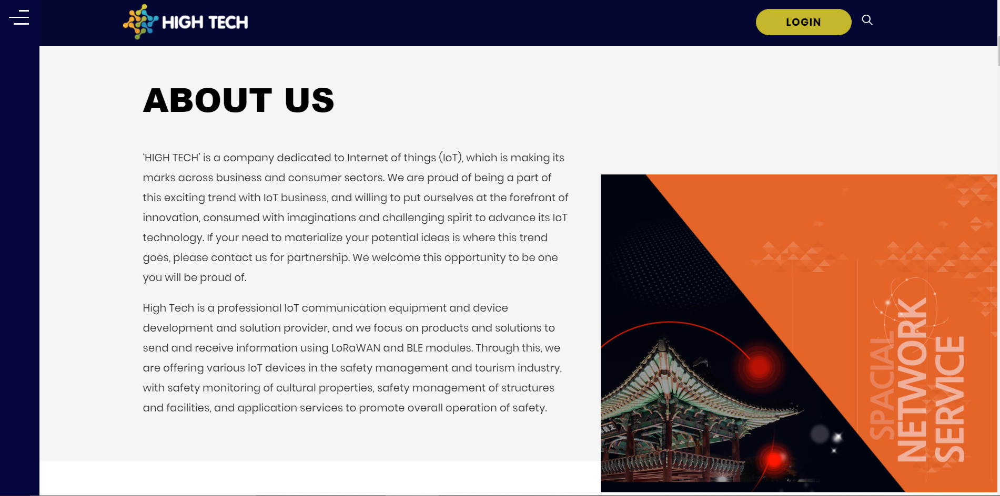 HIGH TECH
LOGIN
ABOUT US
‘HIGH TECH’ is a company dedicated to Internet of things (IoT), which is making its
marks across business and consumer sectors. We are proud of being a part of
this exciting trend with IoT business, and willing to put ourselves at the forefront of
innovation, consumed with imaginations and challenging spirit to advance its IoT
technology. If your need to materialize your potential ideas is where this trend
goes, please contact us for partnership. We welcome this opportunity to be one
you will be proud of.
High Tech is a professional IoT communication equipment and device
development and solution provider, and we focus on products and solutions to
send and receive information using LoRaWAN and BLE modules. Through this, we
are offering various IoT devices in the safety management and tourism industry,
with safety monitoring of cultural properties, safety management of structures
and facilities, and application services to promote overall operation of safety.
SPACIAL
NETWORK
SERVICE